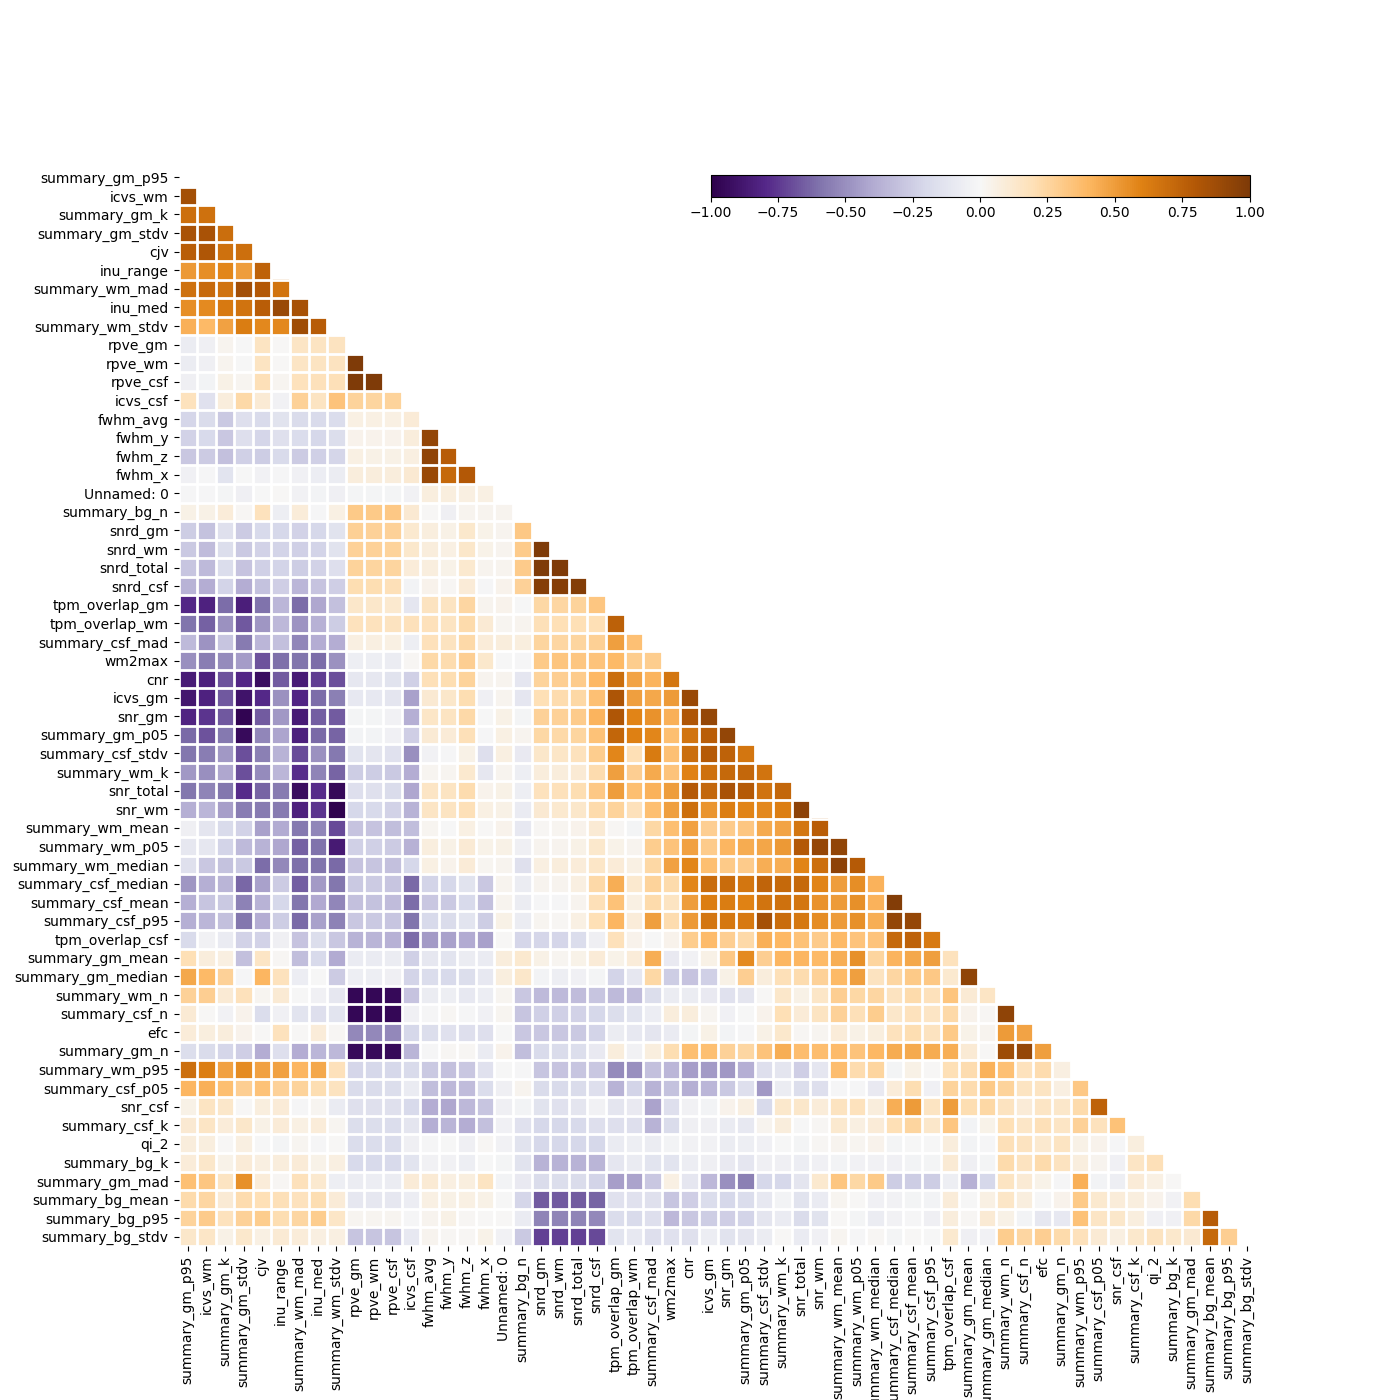 summary_gm_p95
icvs_wm
summary_gm_k
summary_gm_stdv
cjv
inu_range
summary_wm_mad
inu_med
summary_wm_stdv
rpve_gm
rpve_wm
rpve_csf
icvs_csf
fwhm_avg
fwhm_y
fwhm_z
fwhm_x
Unnamed: 0
summary_bg_n
snrd_gm
snrd_wm
snrd_total
snrd_csf
tpm_overlap_gm
tpm_overlap_wm
summary_csf_mad
wm2max
cnr
icvs_gm
snr_gm
summary_gm_p05
summary_csf_stdv
summary_wm_k
snr_total
snr_wm
summary_wm_mean
summary_wm_p05
summary_wm_median
summary_csf_median
summary_csf_mean
summary_csf_p95
tpm_overlap_csf
summary_gm_mean
summary_gm_median
summary_wm_n
summary_csf_n
efc
summary_gm_n
summary_wm_p95
summary_csf_p05
snr_csf
summary_csf_k
qi_2
summary_bg_k
summary_gm_mad
summary_bg_mean
summary_bg_p95
summary_bg_stdv
−1.00 −0.75 −0.50 −0.25 0.00 0.25 0.50 0.75 1.00
summary_gm_p95
icvs_wm
summary_gm_k
summary_gm_stdv
cjv
inu_range
summary_wm_mad
inu_med
summary_wm_stdv
rpve_gm
rpve_wm
rpve_csf
icvs_csf
fwhm_avg
fwhm_y
fwhm_z
fwhm_x
Unnamed: 0
summary_bg_n
snrd_gm
snrd_wm
snrd_total
snrd_csf
tpm_overlap_gm
tpm_overlap_wm
summary_csf_mad
wm2max
cnr
icvs_gm
snr_gm
summary_gm_p05
summary_csf_stdv
summary_wm_k
snr_total
snr_wm
summary_wm_mean
summary_wm_p05
ummary_wm_median
ummary_csf_median
summary_csf_mean
summary_csf_p95
tpm_overlap_csf
summary_gm_mean
ummary_gm_median
summary_wm_n
summary_csf_n
efc
summary_gm_n
summary_wm_p95
summary_csf_p05
snr_csf
summary_csf_k
qi_2
summary_bg_k
summary_gm_mad
summary_bg_mean
summary_bg_p95
summary_bg_stdv